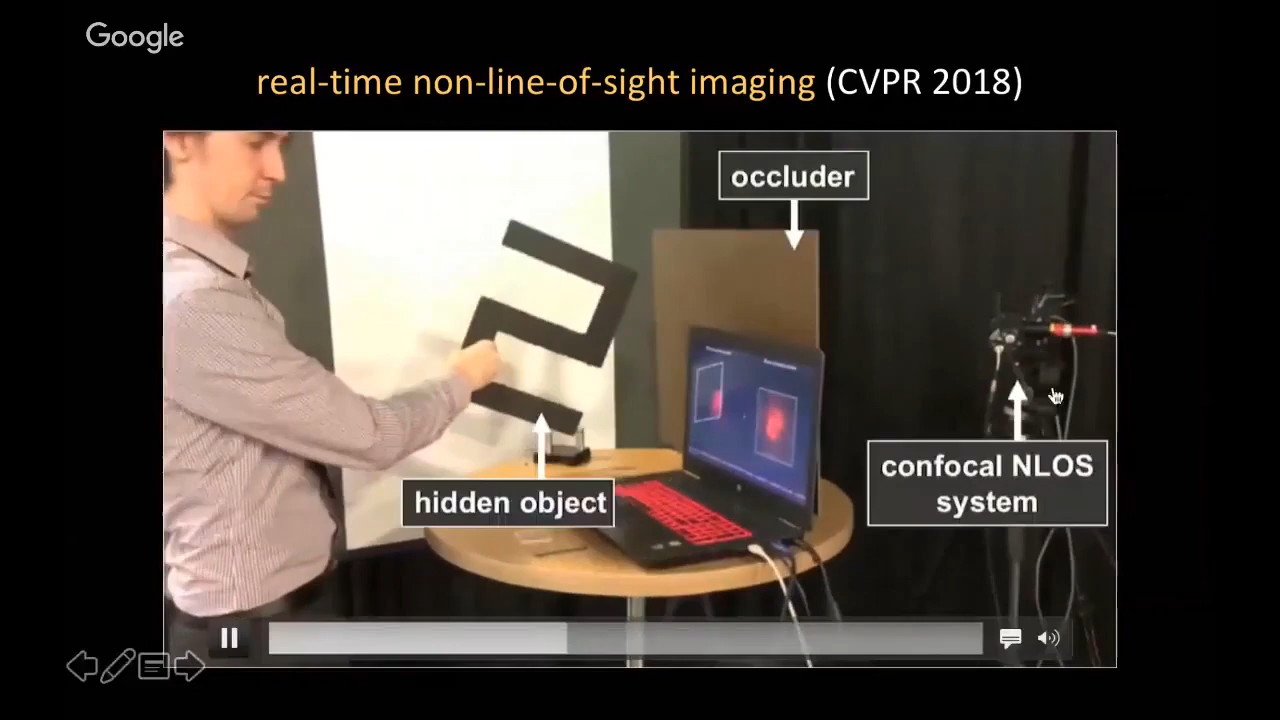 Google
real-time non-line-of-sight imaging (CVPR 2018)
occluder
confocal NLOS
system
hidden object